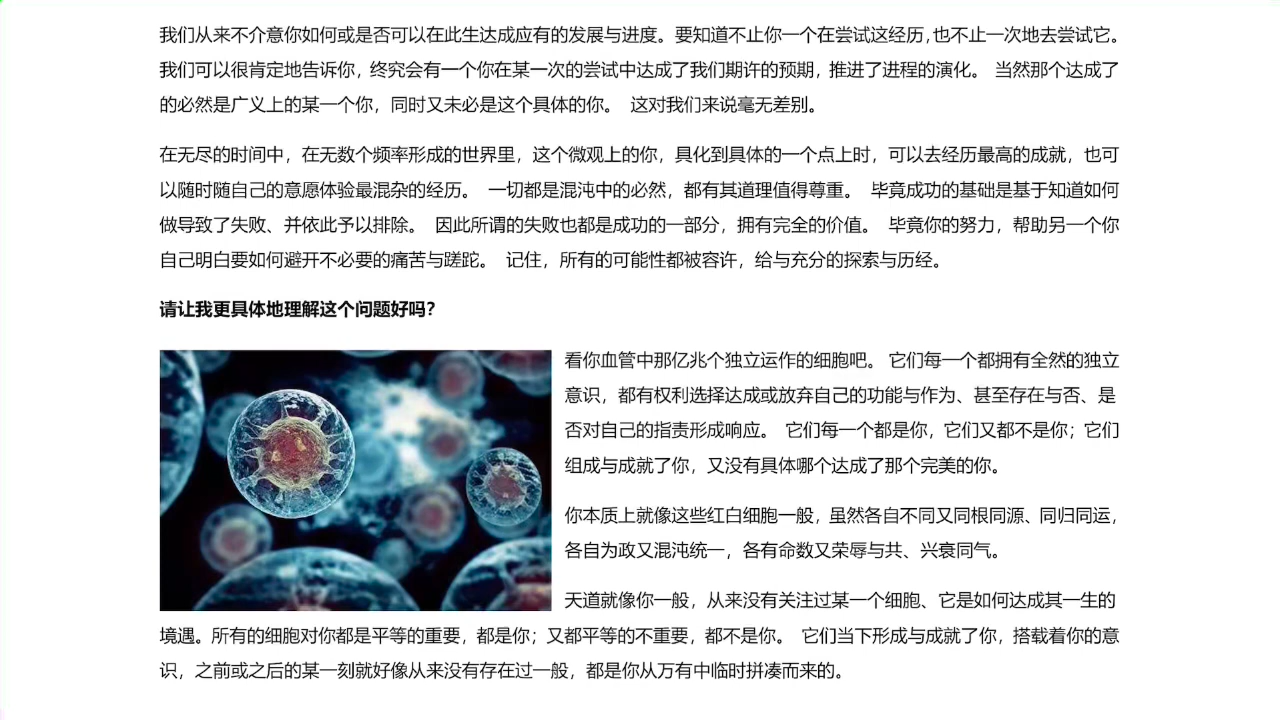 我们从来不介意你如何或是否可以在此生达成应有的发展与进度。要知道不止你一个在尝试这经历，也不止一次地去尝试它。
我们可以很肯定地告诉你，终究会有一个你在某一次的尝试中达成了我们期许的预期，推进了进程的演化。 当然那个达成了
的必然是广义上的某一个你，同时又未必是这个具体的你。 这对我们来说毫无差别。
在无尽的时间中，在无数个频率形成的世界里，这个微观上的你，具化到具体的一个点上时，可以去经历最高的成就，也可
以随时随自己的意愿体验最混杂的经历。 一切都是混沌中的必然，都有其道理值得尊重。 毕竟成功的基础是基于知道如何
做导致了失败、并依此予以排除。 因此所谓的失败也都是成功的一部分，拥有完全的价值。 毕竟你的努力，帮助另一个你
自己明白要如何避开不必要的痛苦与蹉跎。 记住，所有的可能性都被容许，给与充分的探索与历经。
请让我更具体地理解这个问题好吗？
看你血管中那亿兆个独立运作的细胞吧。 它们每一个都拥有全然的独立
意识，都有权利选择达成或放弃自己的功能与作为、甚至存在与否、是
否对自己的指责形成响应。 它们每一个都是你，它们又都不是你；它们
组成与成就了你，又没有具体哪个达成了那个完美的你。
你本质上就像这些红白细胞一般，虽然各自不同又同根同源、同归同运，
各自为政又混沌统一，各有命数又荣辱与共、兴衰同气。
天道就像你一般，从来没有关注过某一个细胞、它是如何达成其一生的
境遇。所有的细胞对你都是平等的重要，都是你；又都平等的不重要，都不是你。 它们当下形成与成就了你，搭载着你的意
识，之前或之后的某一刻就好像从来没有存在过一般，都是你从万有中临时拼凑而来的。